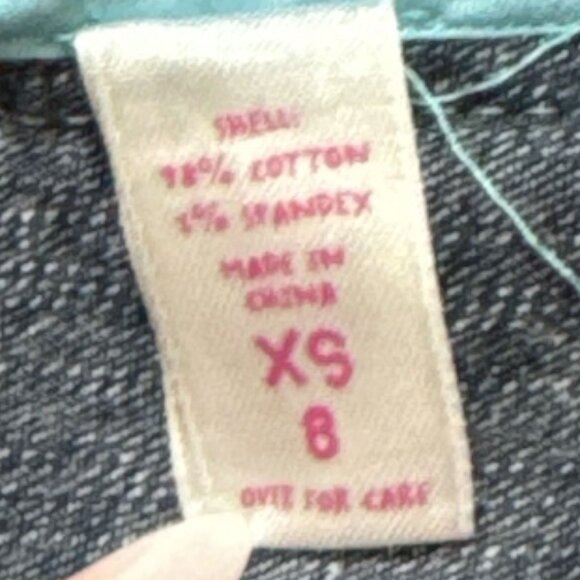 SHELL:
98% COTTON
2% SPANDEX
MADE IN
CHINA
XS
8
OVER FOR CARE